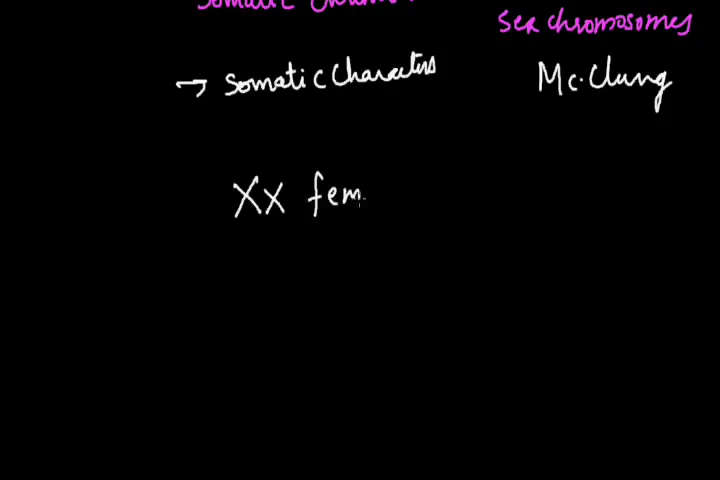 Sex chromosomes
→ Somatic Characters
Mc.Clung
Xx fem